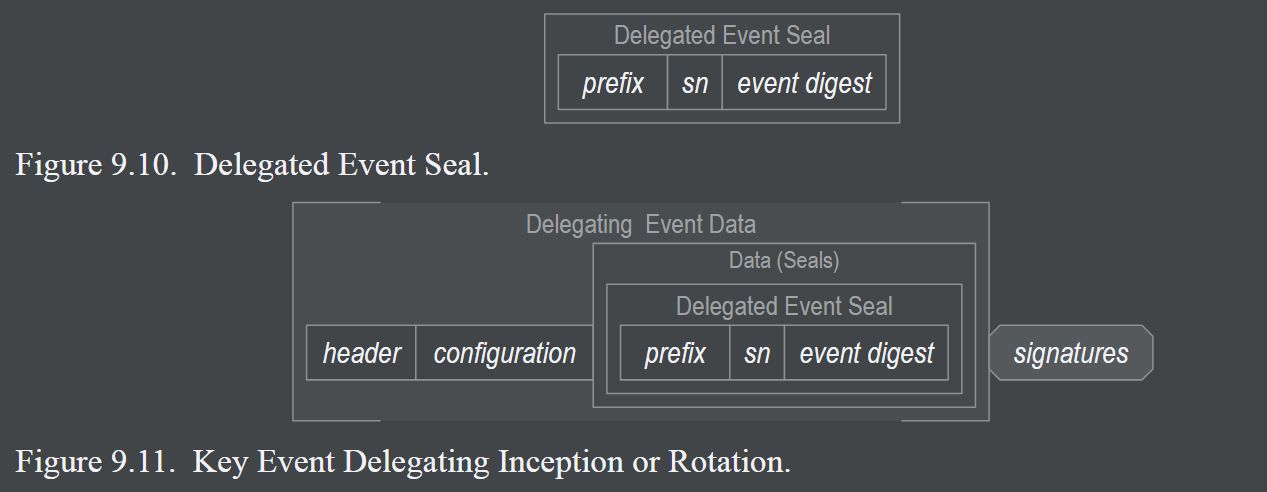 Delegated Event Seal
prefix sn event digest
Figure 9.10. Delegated Event Seal.
Delegating Event Data
Data (Seals)
Delegated Event Seal
header configuration prefix sn event digest signatures
Figure 9.11. Key Event Delegating Inception or Rotation.